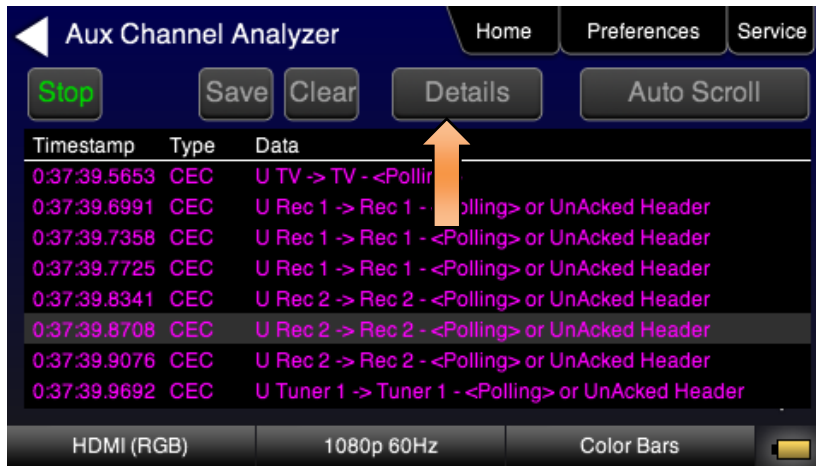 Aux Channel Analyzer Home Preferences Service
Stop Save Clear Details Auto Scroll
Timestamp Type Data
0:37:39.5653 CEC U TV -> TV -
0:37:39.6991 CEC U Rec 1 -> Rec 1 - or UnAcked Header
0:37:39.7358 CEC U Rec 1 -> Rec 1 - <Polling> or UnAcked Header
0:37:39.7725 CEC U Rec 1 -> Rec 1 - <Polling> or UnAcked Header
0:37:39.8341 CEC U Rec 2 -> Rec 2 - <Polling> or UnAcked Header
0:37:39.8708 CEC U Rec 2 -> Rec 2 - <Polling> or UnAcked Header
0:37:39.9076 CEC U Rec 2 -> Rec 2 - <Polling> or UnAcked Header
0:37:39.9692 CEC U Tuner 1 -> Tuner 1 - <Polling> or UnAcked Header
HDMI (RGB) 1080p 60Hz Color Bars